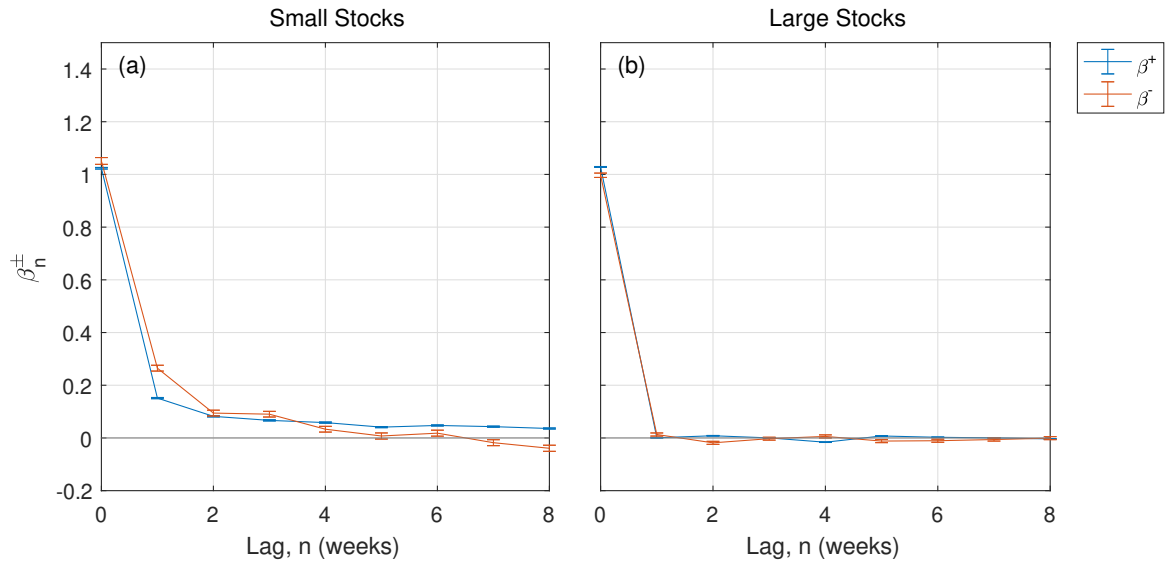 Small Stocks
Large Stocks
(a)
(b)
β⁺
β⁻
1.4
1.2
1
0.8
0.6
0.4
0.2
0
-0.2
βₙ^±
0 2 4 6 8
0 2 4 6 8
Lag, n (weeks)
Lag, n (weeks)